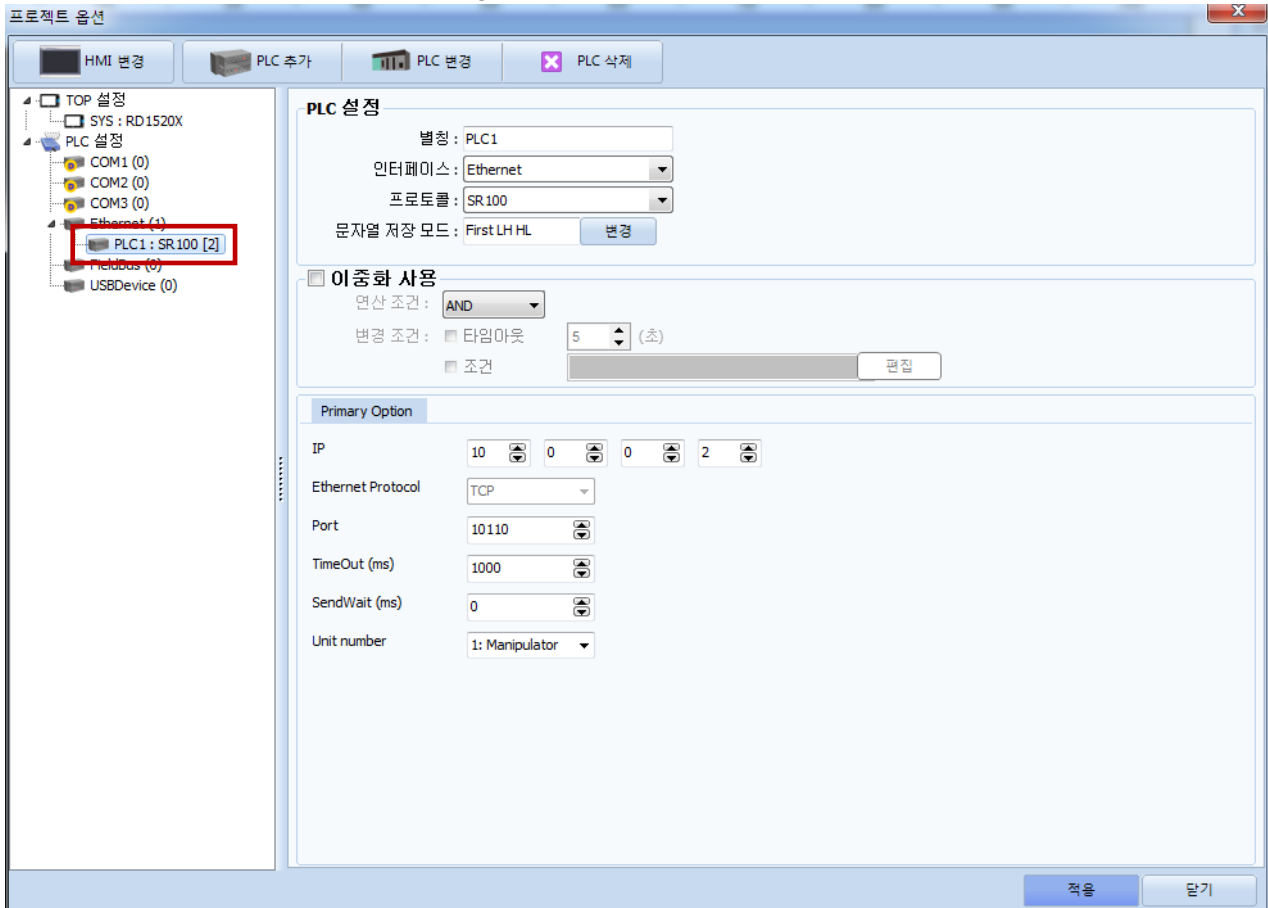 프로젝트 옵션
HMI 변경 PLC 추가 PLC 변경 PLC 삭제
TOP 설정
SYS : RD1520X
PLC 설정
COM1 (0)
COM2 (0)
COM3 (0)
Ethernet (1)
PLC1 : SR100 [2]
FieldBus (0)
USBDevice (0)
PLC 설정
별칭 : PLC1
인터페이스 : Ethernet
프로토콜 : SR100
문자열 저장 모드 : First LH HL 변경
이중화 사용
연산 조건 : AND
변경 조건 : 타임아웃 5 (초)
조건 편집
Primary Option
IP 10 0 0 2
Ethernet Protocol TCP
Port 10110
TimeOut (ms) 1000
SendWait (ms) 0
Unit number 1: Manipulator
적용 닫기